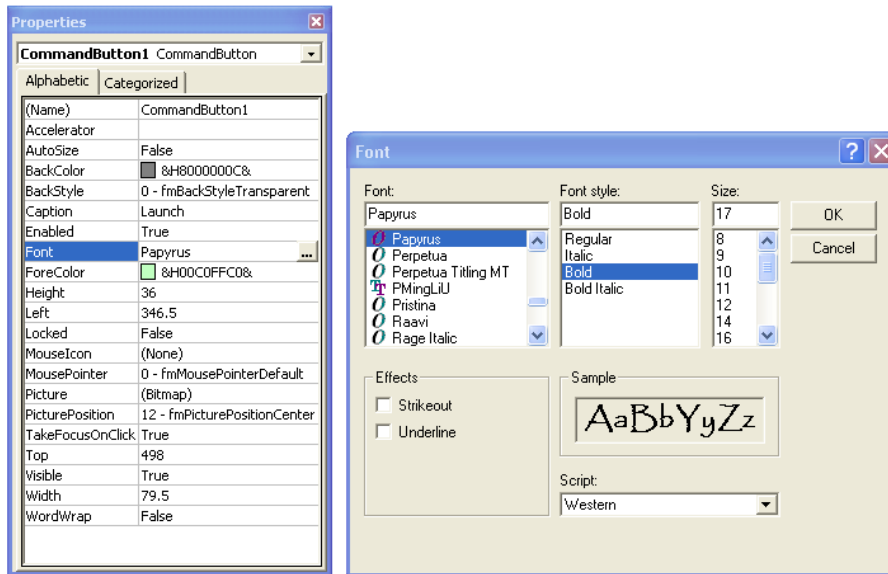 Properties
CommandButton1 CommandButton
Alphabetic Categorized
(Name) CommandButton1
Accelerator
AutoSize False
BackColor &H8000000C&
BackStyle 0 - fmBackStyleTransparent
Caption Launch
Enabled True
Font Papyrus ...
ForeColor &H00C0FFC0&
Height 36
Left 346.5
Locked False
MouseIcon (None)
MousePointer 0 - fmMousePointerDefault
Picture (Bitmap)
PicturePosition 12 - fmPicturePositionCenter
TakeFocusOnClick True
Top 498
Visible True
Width 79.5
WordWrap False
Font
Font: Font style: Size:
Papyrus Bold 17 OK
Papyrus Regular 8
Perpetua Italic 9 Cancel
Perpetua Titling MT Bold 10
PMingLiU Bold Italic 11
Pristina 12
Raavi 14
Rage Italic 16
Effects Sample
Strikeout
Underline
AaBbYyZz
Script:
Western